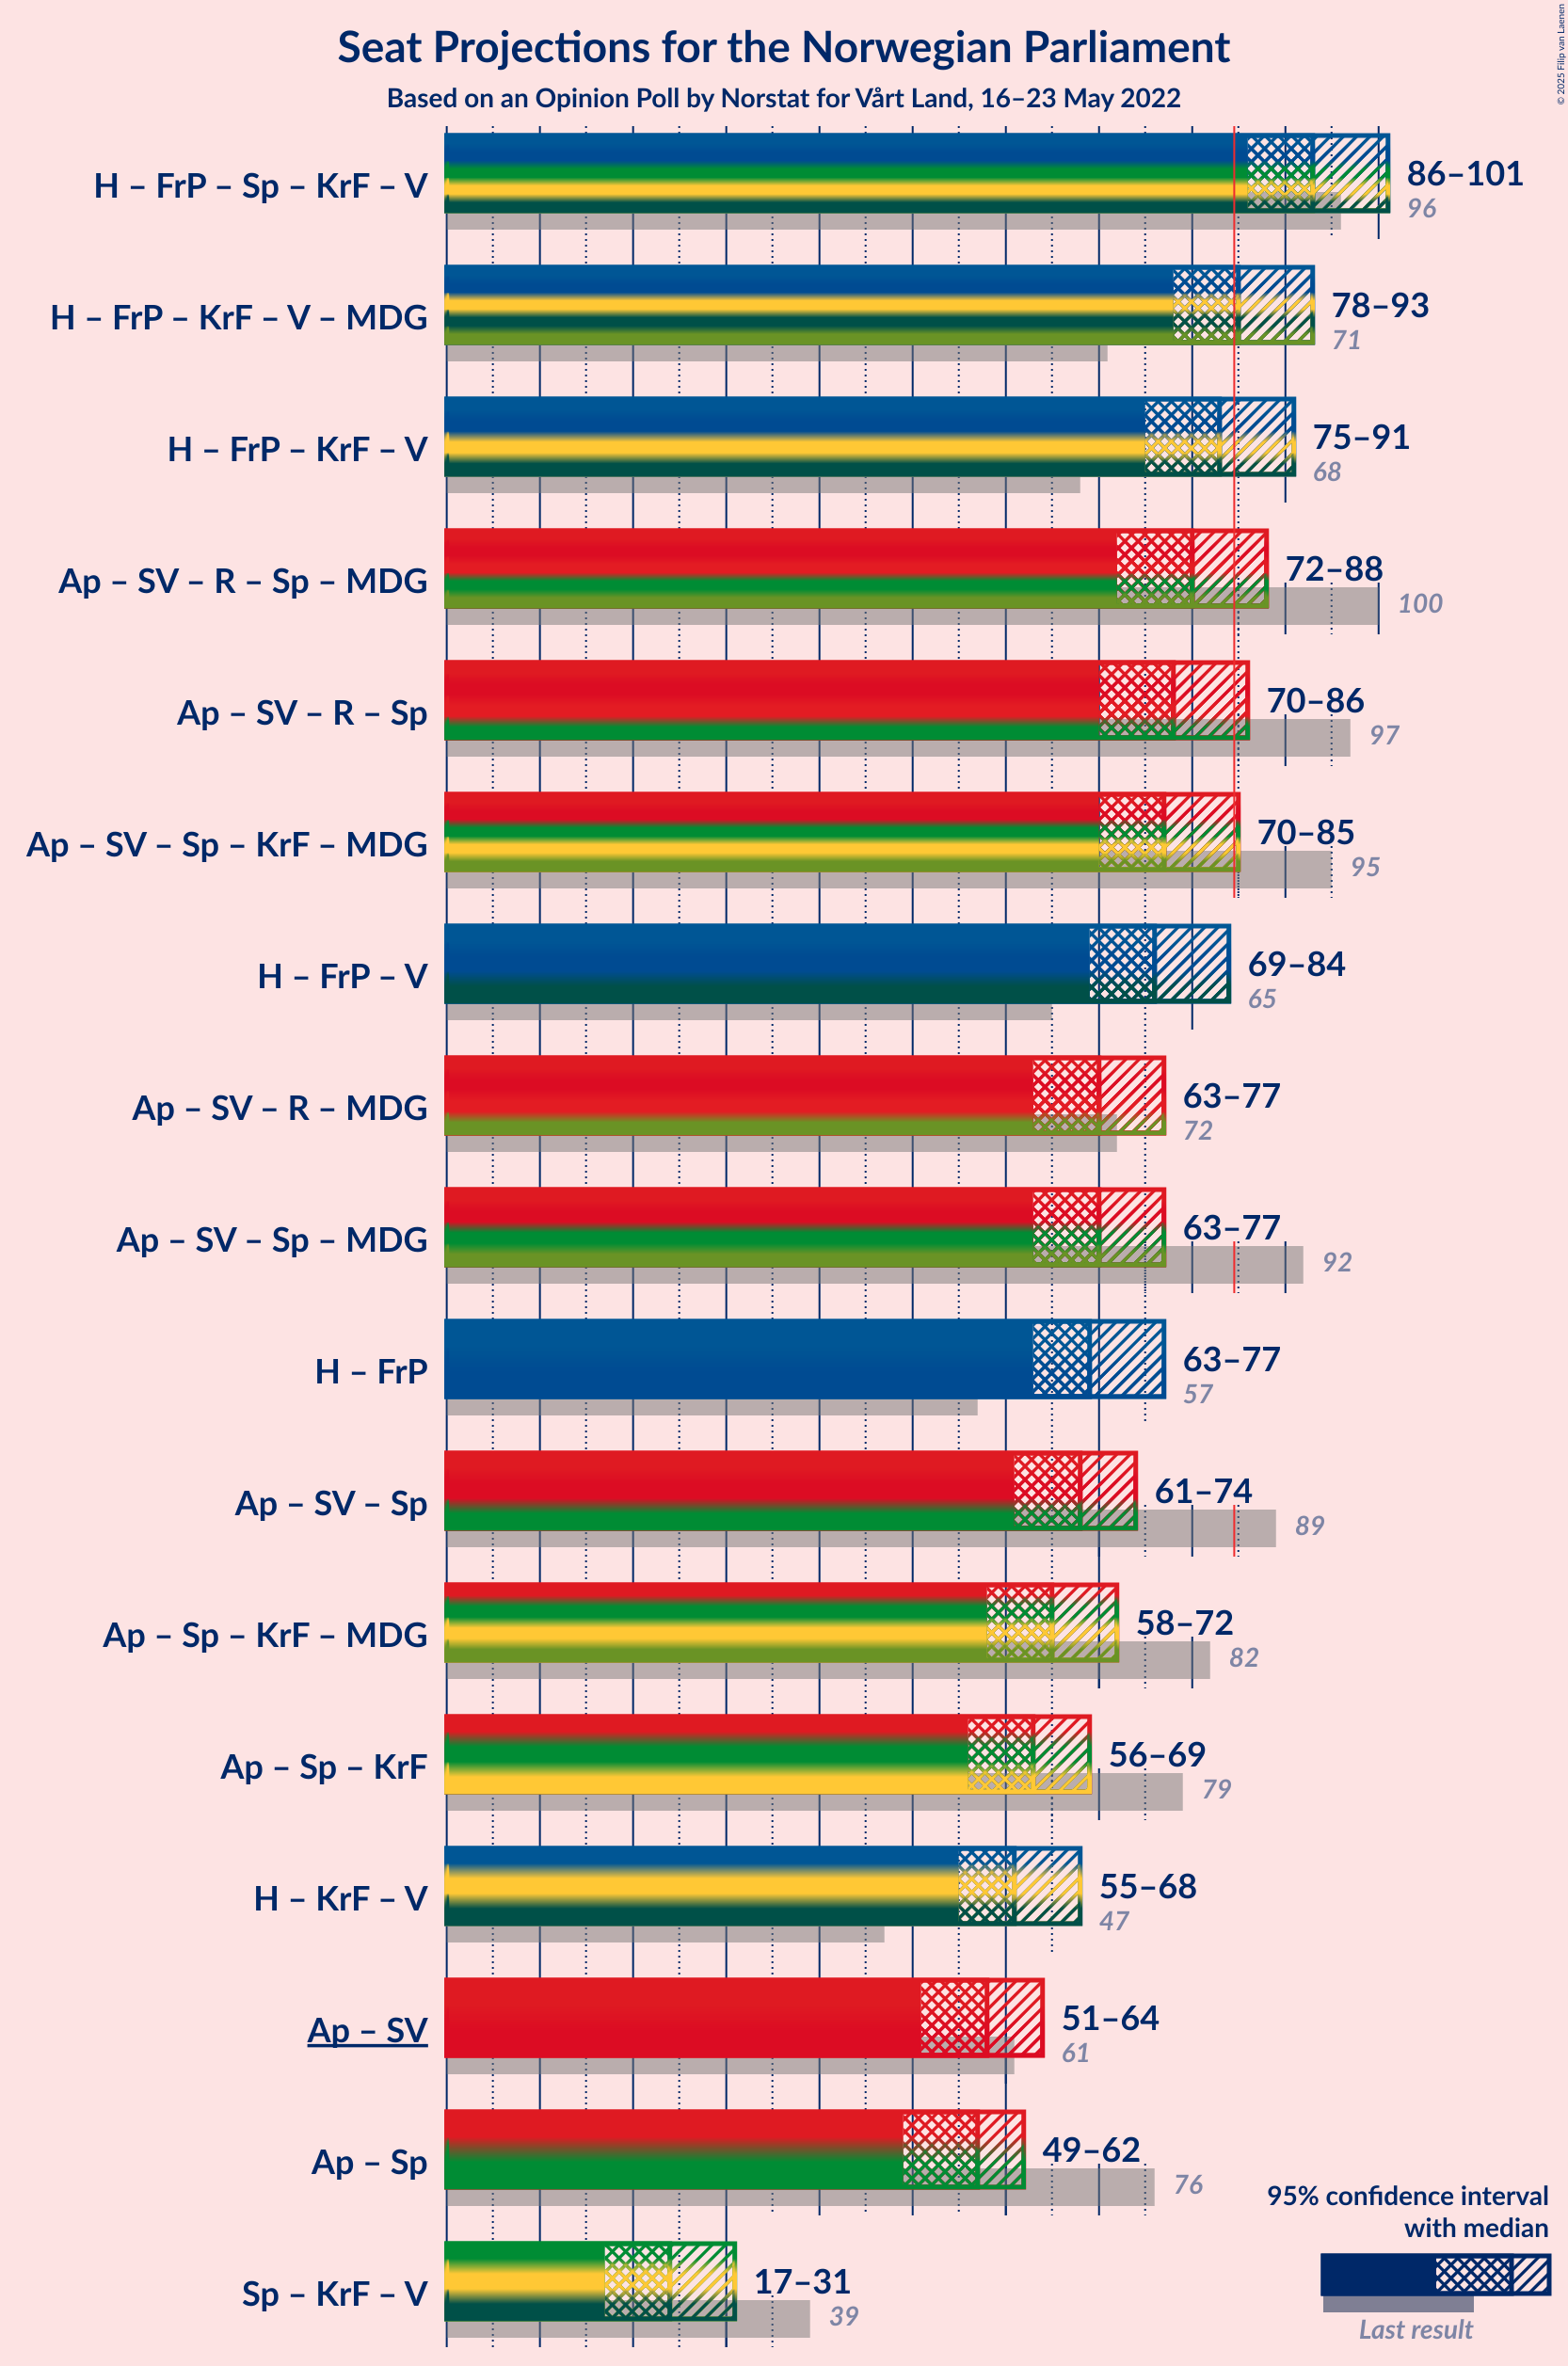 © 2025 Filip van Laenen
Seat Projections for the Norwegian Parliament
Based on an Opinion Poll by Norstat for Vårt Land, 16–23 May 2022
H – FrP – Sp – KrF – V
86–101
96
H – FrP – KrF – V – MDG
78–93
71
H – FrP – KrF – V
75–91
68
Ap – SV – R – Sp – MDG
72–88
100
Ap – SV – R – Sp
70–86
97
Ap – SV – Sp – KrF – MDG
70–85
95
H – FrP – V
69–84
65
Ap – SV – R – MDG
63–77
72
Ap – SV – Sp – MDG
63–77
92
H – FrP
63–77
57
Ap – SV – Sp
61–74
89
Ap – Sp – KrF – MDG
58–72
82
Ap – Sp – KrF
56–69
79
H – KrF – V
55–68
47
Ap – SV
51–64
61
Ap – Sp
49–62
76
Sp – KrF – V
17–31
39
95% confidence interval
with median
Last result